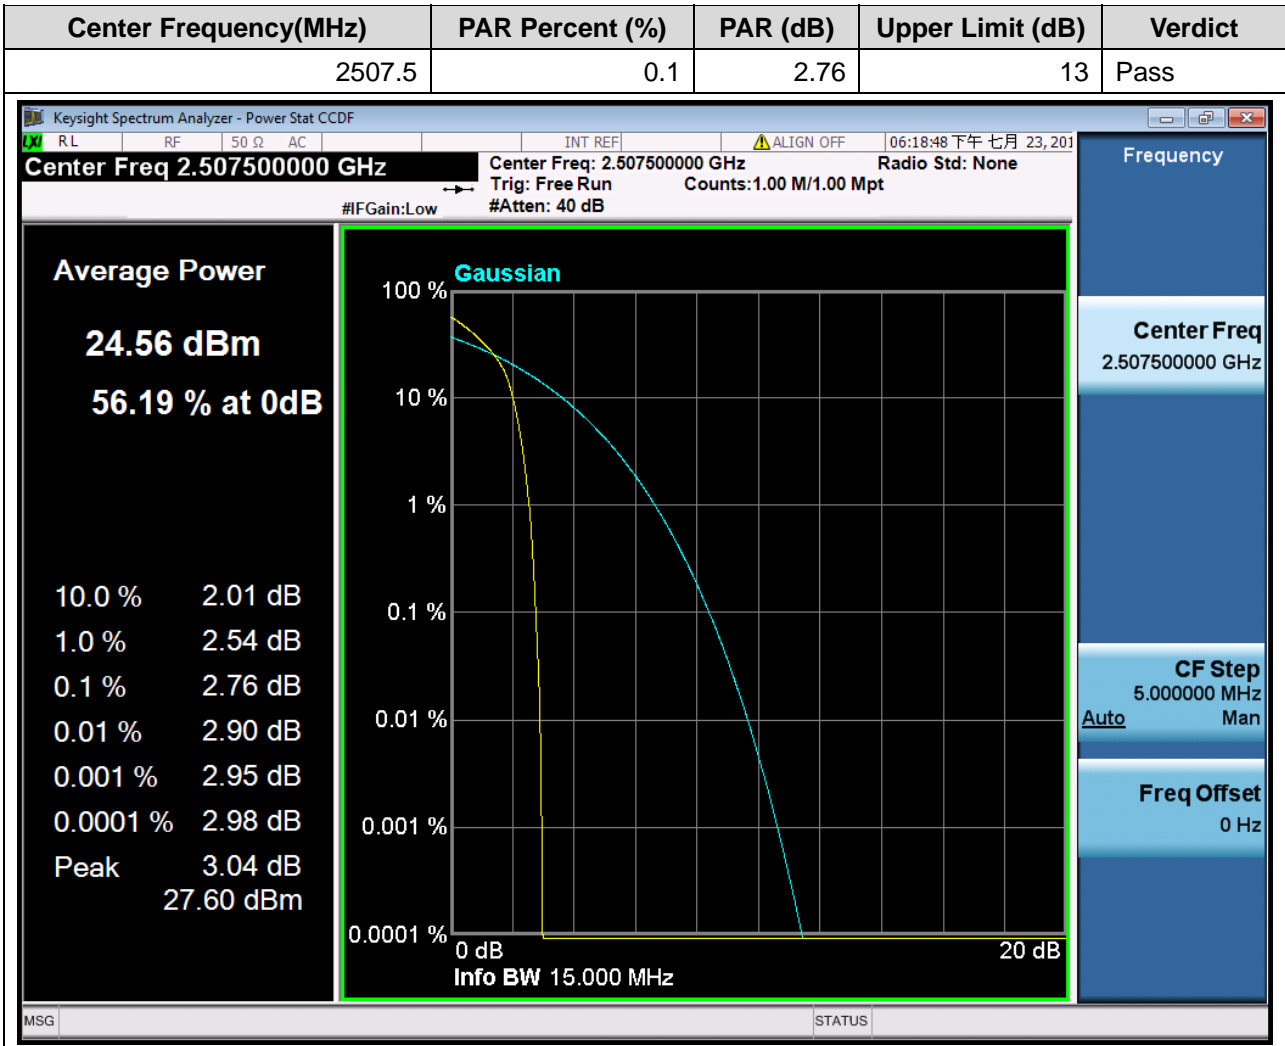 Center Frequency(MHz) PAR Percent (%) PAR (dB) Upper Limit (dB) Verdict
2507.5 0.1 2.76 13 Pass
Keysight Spectrum Analyzer - Power Stat CCDF
LXI RL RF 50 Ω AC INT REF ALIGN OFF 06:18:48 下午 七月 23, 201
Center Freq 2.507500000 GHz
Center Freq: 2.507500000 GHz Radio Std: None
Trig: Free Run Counts:1.00 M/1.00 Mpt
#IFGain:Low #Atten: 40 dB
Frequency
Average Power
24.56 dBm
56.19 % at 0dB
10.0 % 2.01 dB
1.0 % 2.54 dB
0.1 % 2.76 dB
0.01 % 2.90 dB
0.001 % 2.95 dB
0.0001 % 2.98 dB
Peak 3.04 dB
27.60 dBm
Gaussian
100 %
10 %
1 %
0.1 %
0.01 %
0.001 %
0.0001 %
0 dB 20 dB
Info BW 15.000 MHz
Center Freq
2.507500000 GHz
CF Step
5.000000 MHz
Auto Man
Freq Offset
0 Hz
MSG STATUS